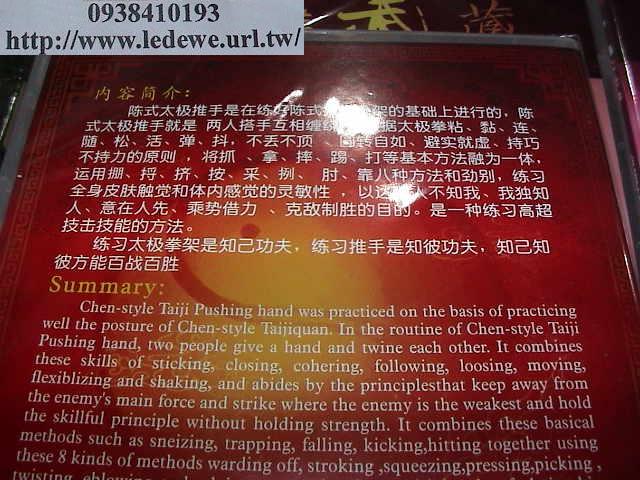 0938410193
http://www.ledewe.url.tw/
武
内容简介:
陈式太极推手是在练好陈式 架的基础上进行的，陈
式太极推手就是 两人搭手互相缠 据太极拳粘、黏、连、
随、松、活、弹、抖，不丢不顶 转自如、避实就虚、持巧
不持力的原则 ，将抓 、拿、摔、踢、打等基本方法融为一体，
运用掤、捋、挤、按、采、挒、 肘、靠八种方法和劲别，练习
全身皮肤触觉和体内感觉的灵敏性 ，以达 人不知我、我独知
人、意在人先、乘势借力 、克敌制胜的目的。是一种练习高超
技击技能的方法。
练习太极拳架是知己功夫，练习推手是知彼功夫，知己知
彼方能百战百胜
Summary:
Chen-style Taiji Pushing hand was practiced on the basis of practicing
well the posture of Chen-style Taijiquan. In the routine of Chen-style Taiji
Pushing hand, two people give a hand and twine each other. It combines
these skills of sticking, closing, cohering, following, loosing, moving,
flexiblizing and shaking, and abides by the principlesthat keep away from
the enemy's main force and strike where the enemy is the weakest and hold
the skillful principle without holding strength. It combines these basical
methods such as sneizing, trapping, falling, kicking,hitting together using
these 8 kinds of methods warding off, stroking ,squeezing,pressing,picking ,
twisting,